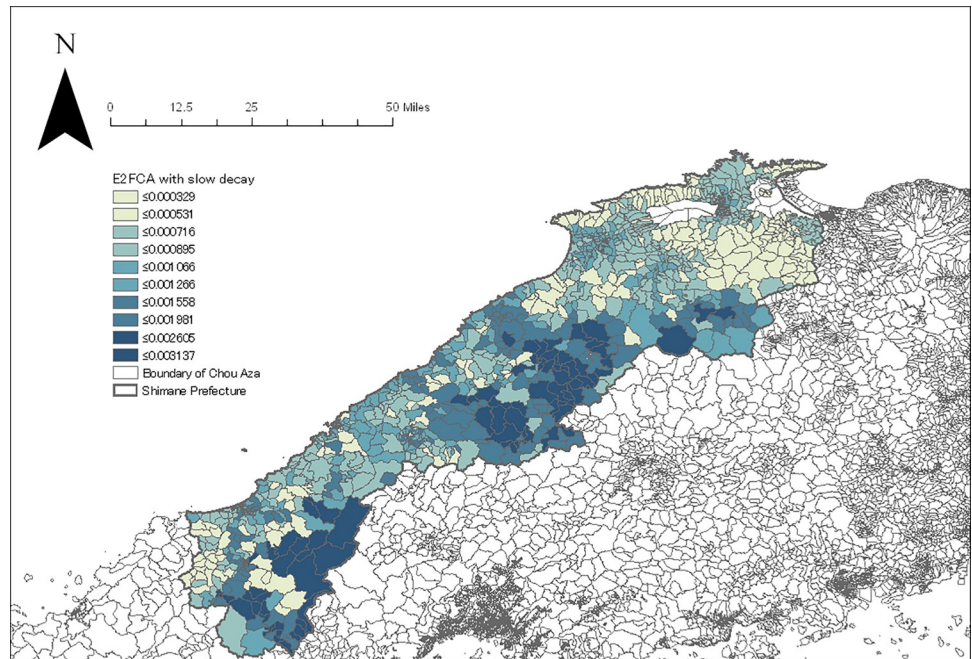 N
0 12.5 25 50 Miles
E2FCA with slow decay
≤0.000329
≤0.000531
≤0.000716
≤0.000895
≤0.001066
≤0.001266
≤0.001558
≤0.001981
≤0.002605
≤0.003137
Boundary of Chou Aza
Shimane Prefecture